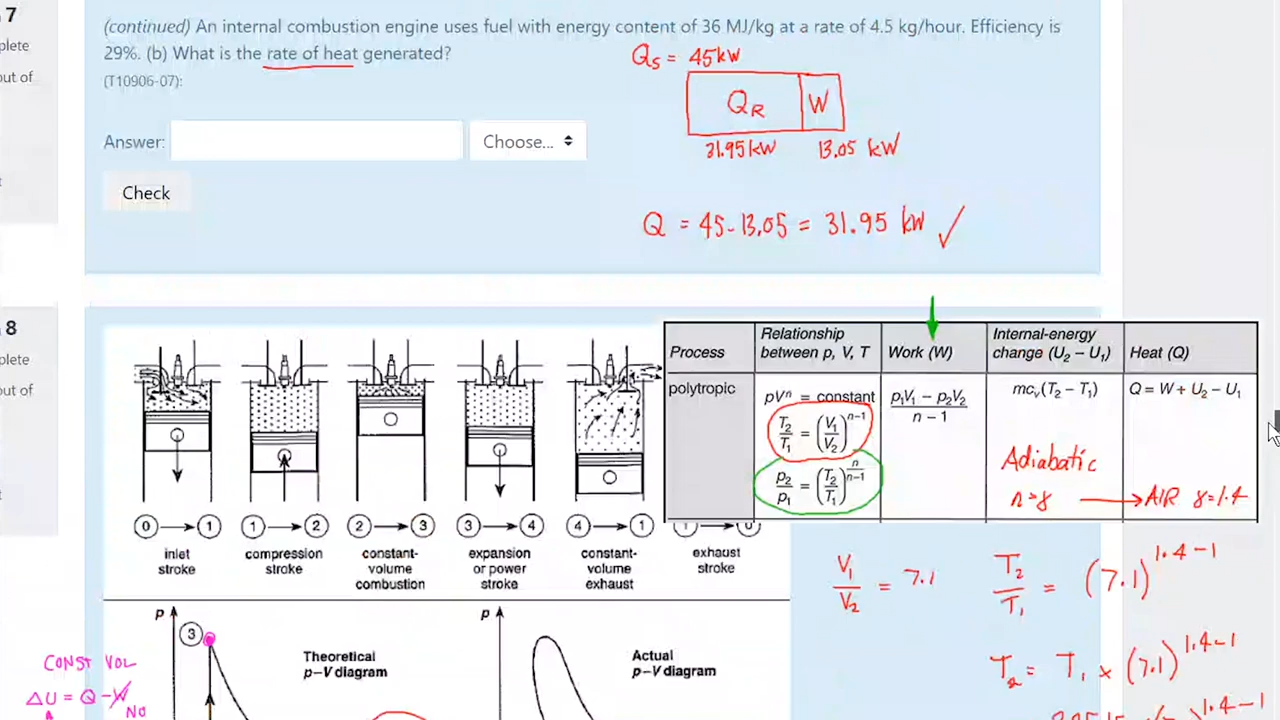 7
plete
out of
(continued) An internal combustion engine uses fuel with energy content of 36 MJ/kg at a rate of 4.5 kg/hour. Efficiency is
29%. (b) What is the rate of heat generated?
(T10906-07):
Answer:
Choose...
Check
Qs = 45kW
QR W
31.95kW 13.05 kW
Q = 45-13.05 = 31.95 kW ✓
8
plete
out of
Process
Relationship
between p, V, T
Work (W)
Internal-energy
change (U₂ – U₁)
Heat (Q)
polytropic
pVⁿ = constant
T₂/T₁ = (V₁/V₂)ⁿ⁻¹
p₂/p₁ = (T₂/T₁)^(n/(n-1))
p₁V₁ – p₂V₂
n – 1
mcᵥ(T₂ – T₁)
Q = W + U₂ – U₁
Adiabatic
n=γ → AIR γ=1.4
0 → 1
inlet
stroke
1 → 2
compression
stroke
2 → 3
constant-
volume
combustion
3 → 4
expansion
or power
stroke
4 → 1
constant-
volume
exhaust
1 → 0
exhaust
stroke
V₁/V₂ = 7.1
T₂/T₁ = (7.1)^1.4-1
T₂ = T₁ × (7.1)^1.4-1
1.4-1
p
3
Theoretical
p–V diagram
p
Actual
p–V diagram
CONST VOL
ΔU = Q - W
NO